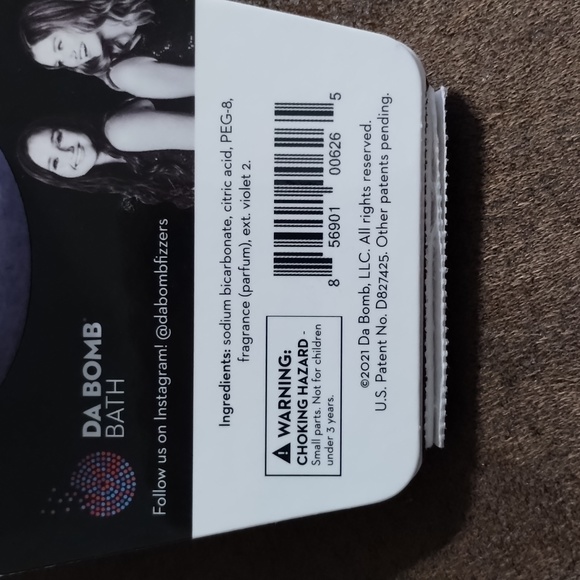 DA BOMB
BATH
Follow us on Instagram! @dabombfizzers
Ingredients: sodium bicarbonate, citric acid, PEG-8,
fragrance (parfum), ext. violet 2.
8 56901 00626 5
WARNING:
CHOKING HAZARD -
Small parts. Not for children
under 3 years.
©2021 Da Bomb, LLC. All rights reserved.
U.S. Patent No. D827425. Other patents pending.